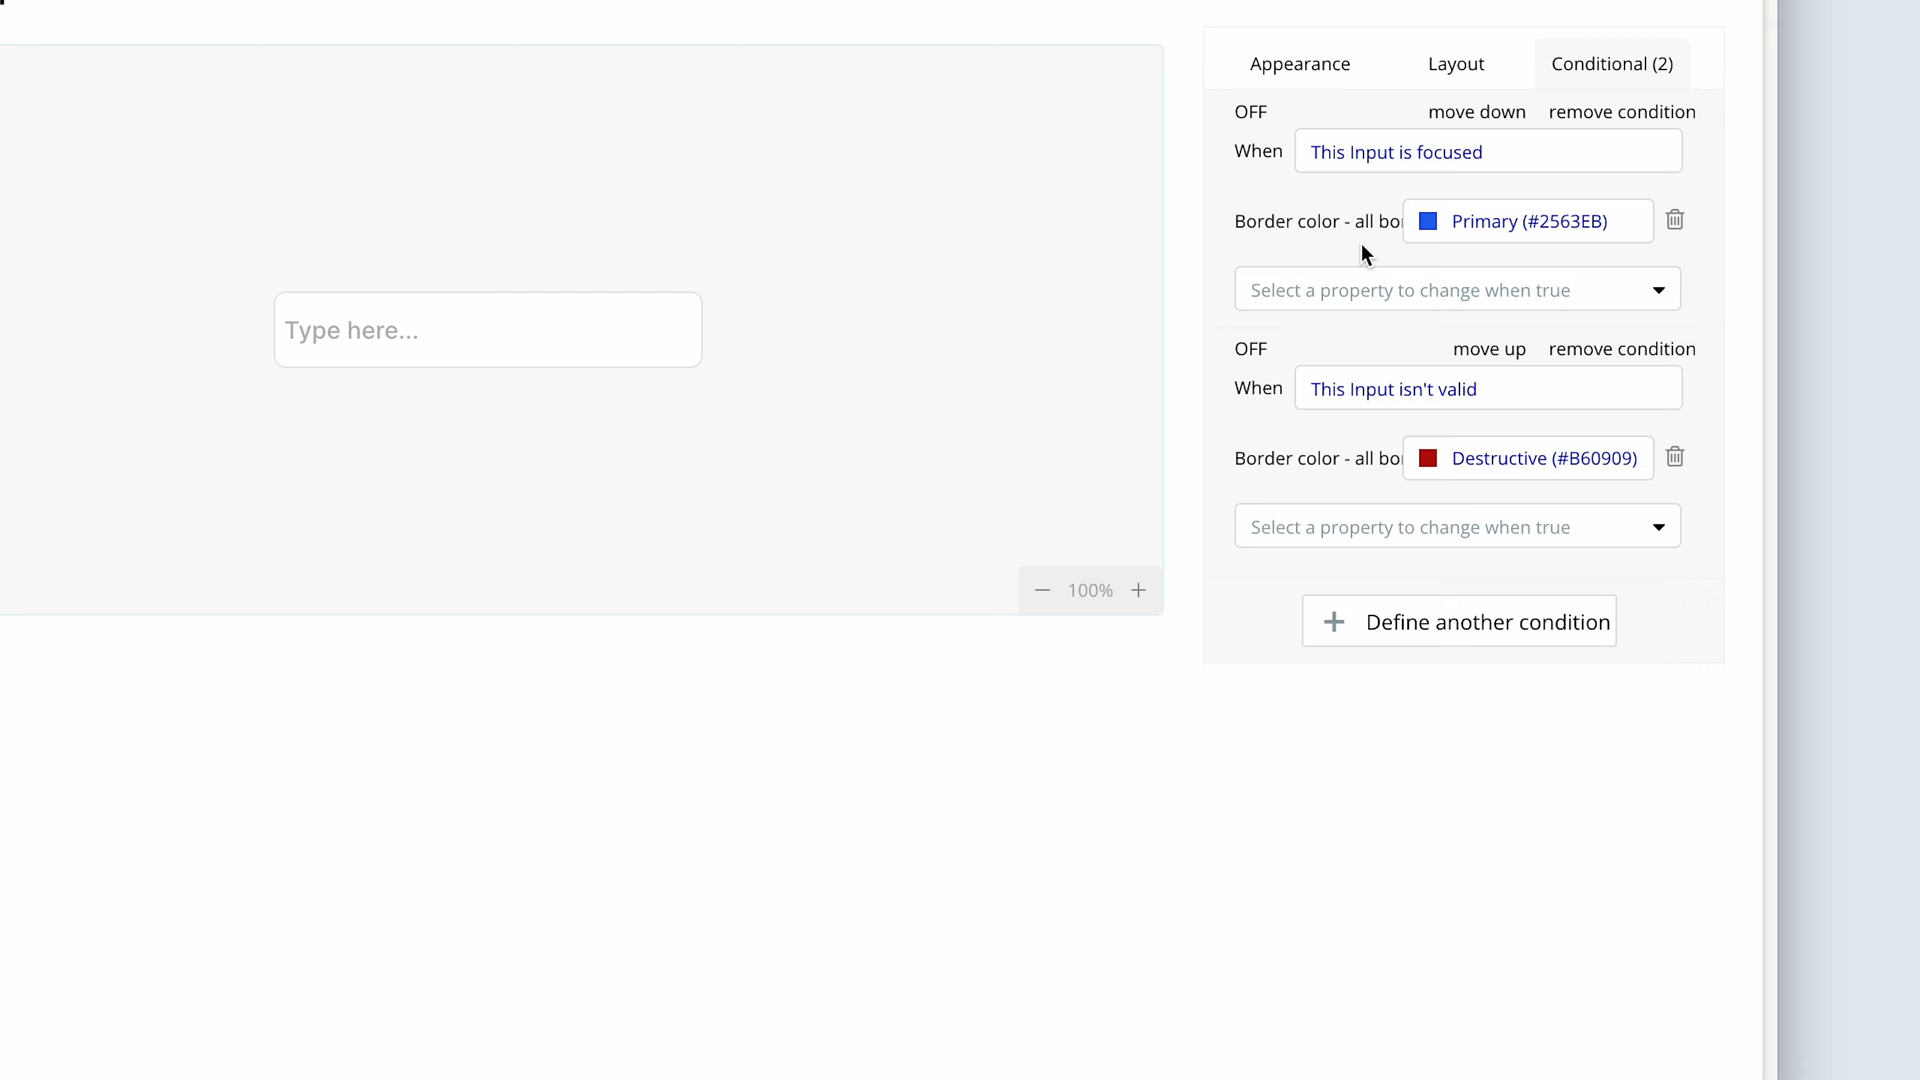 Appearance Layout Conditional (2)
OFF move down remove condition
When This Input is focused
Border color - all bor Primary (#2563EB)
Select a property to change when true
Type here...
OFF move up remove condition
When This Input isn't valid
Border color - all bor Destructive (#B60909)
Select a property to change when true
100%
Define another condition